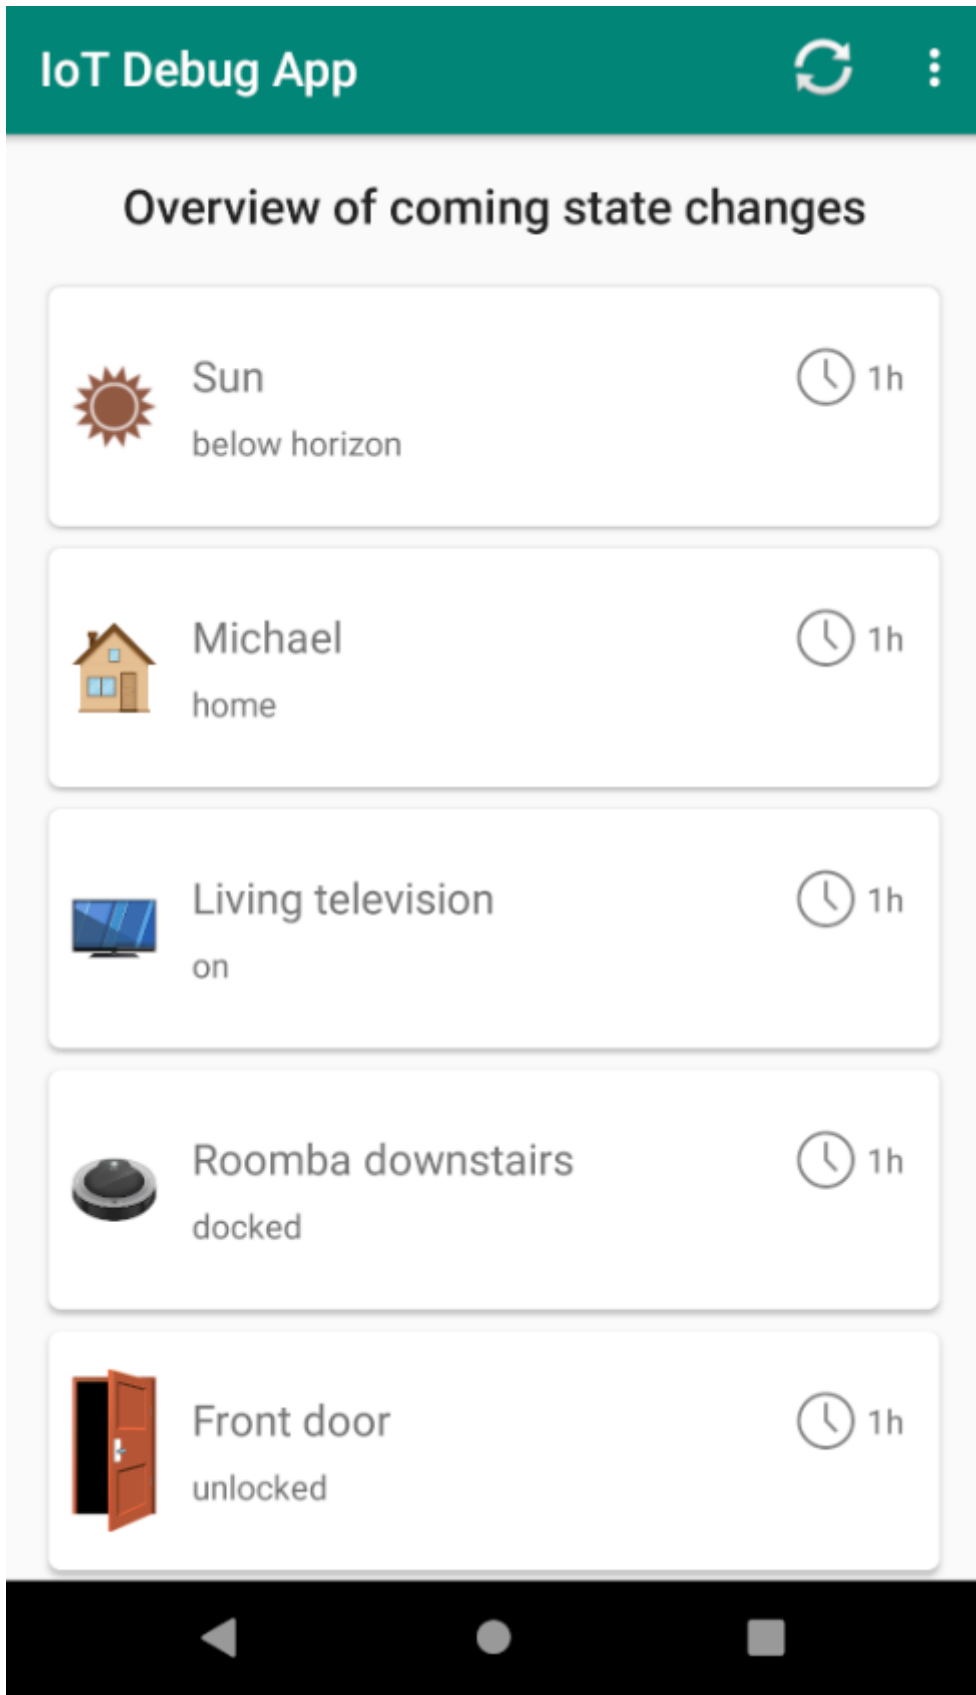 IoT Debug App
Overview of coming state changes
Sun
1h
below horizon
Michael
1h
home
Living television
1h
on
Roomba downstairs
1h
docked
Front door
1h
unlocked